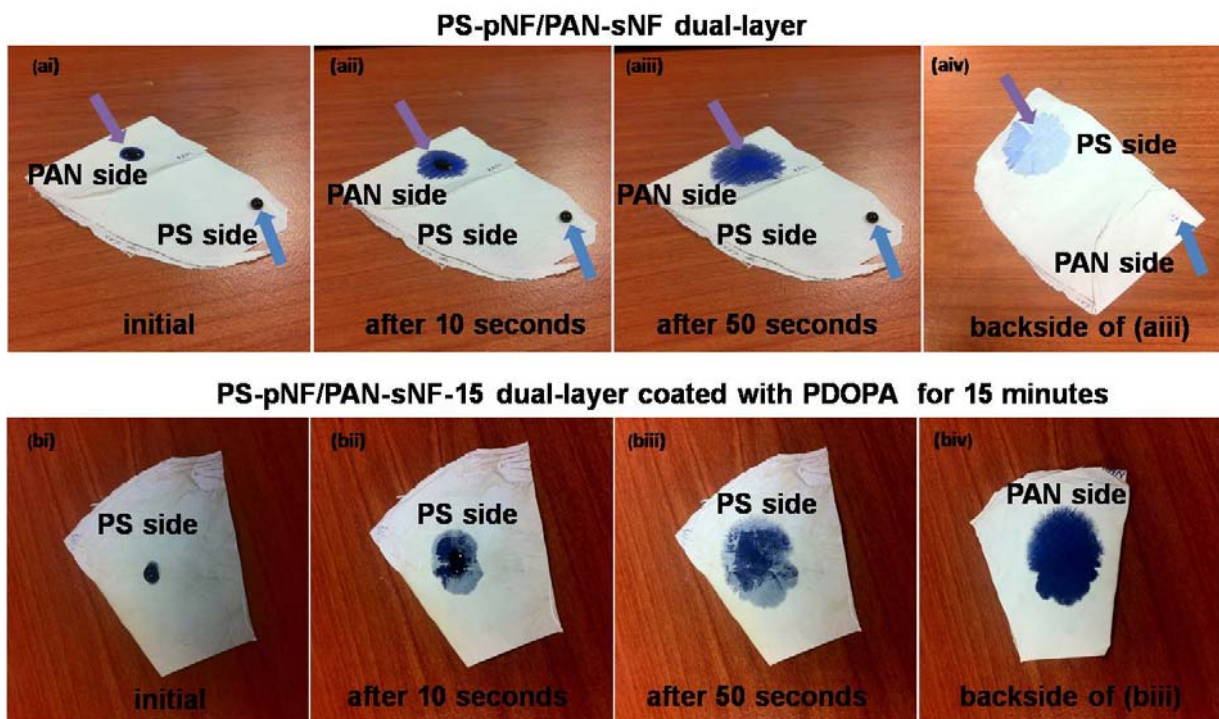 PS-pNF/PAN-sNF dual-layer
(ai)
PAN side
PS side
initial
(aii)
PAN side
PS side
after 10 seconds
(aiii)
PAN side
PS side
after 50 seconds
(aiv)
PS side
PAN side
backside of (aiii)
PS-pNF/PAN-sNF-15 dual-layer coated with PDOPA for 15 minutes
(bi)
PS side
initial
(bii)
PS side
after 10 seconds
(biii)
PS side
after 50 seconds
(biv)
PAN side
backside of (biii)